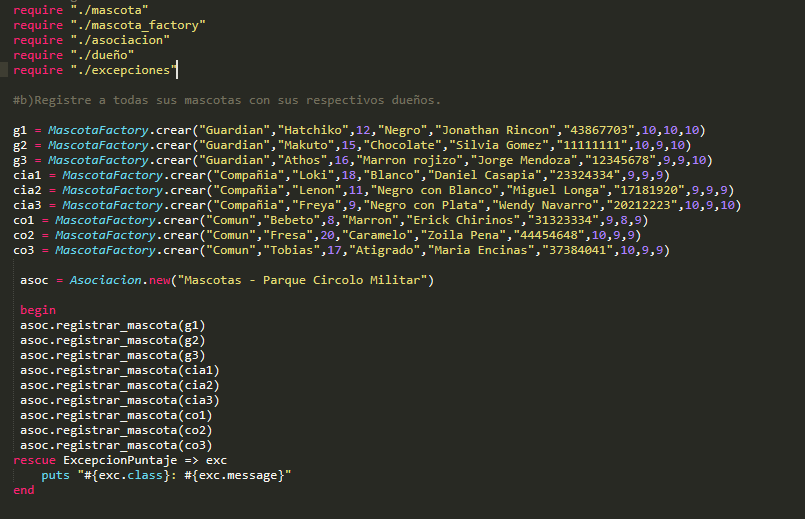 require "./mascota"
require "./mascota_factory"
require "./asociacion"
require "./dueño"
require "./excepciones"
#b)Registre a todas sus mascotas con sus respectivos dueños.
g1 = MascotaFactory.crear("Guardian","Hatchiko",12,"Negro","Jonathan Rincon","43867703",10,10,10)
g2 = MascotaFactory.crear("Guardian","Makuto",15,"Chocolate","Silvia Gomez","11111111",10,9,10)
g3 = MascotaFactory.crear("Guardian","Athos",16,"Marron rojizo","Jorge Mendoza","12345678",9,9,10)
cia1 = MascotaFactory.crear("Compañia","Loki",18,"Blanco","Daniel Casapia","23324334",9,9,9)
cia2 = MascotaFactory.crear("Compañia","Lenon",11,"Negro con Blanco","Miguel Longa","17181920",9,9,9)
cia3 = MascotaFactory.crear("Compañia","Freya",9,"Negro con Plata","Wendy Navarro","20212223",10,9,10)
co1 = MascotaFactory.crear("Comun","Bebeto",8,"Marron","Erick Chirinos","31323334",9,8,9)
co2 = MascotaFactory.crear("Comun","Fresa",20,"Caramelo","Zoila Pena","44454648",10,9,9)
co3 = MascotaFactory.crear("Comun","Tobias",17,"Atigrado","Maria Encinas","37384041",10,9,9)
asoc = Asociacion.new("Mascotas - Parque Circolo Militar")
begin
asoc.registrar_mascota(g1)
asoc.registrar_mascota(g2)
asoc.registrar_mascota(g3)
asoc.registrar_mascota(cia1)
asoc.registrar_mascota(cia2)
asoc.registrar_mascota(cia3)
asoc.registrar_mascota(co1)
asoc.registrar_mascota(co2)
asoc.registrar_mascota(co3)
rescue ExcepcionPuntaje => exc
puts "#{exc.class}: #{exc.message}"
end